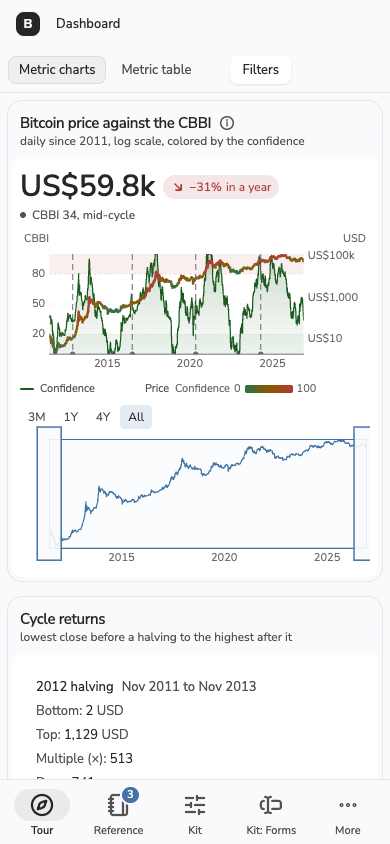 B Dashboard
Metric charts Metric table Filters
Bitcoin price against the CBBI
daily since 2011, log scale, colored by the confidence
US$59.8k −31% in a year
CBBI 34, mid-cycle
CBBI USD
US$100k
80
50 US$1,000
20 US$10
2015 2020 2025
Confidence Price Confidence 0 100
3M 1Y 4Y All
2015 2020 2025
Cycle returns
lowest close before a halving to the highest after it
2012 halving Nov 2011 to Nov 2013
Bottom: 2 USD
Top: 1,129 USD
Multiple (×): 513
3
Tour Reference Kit Kit: Forms More